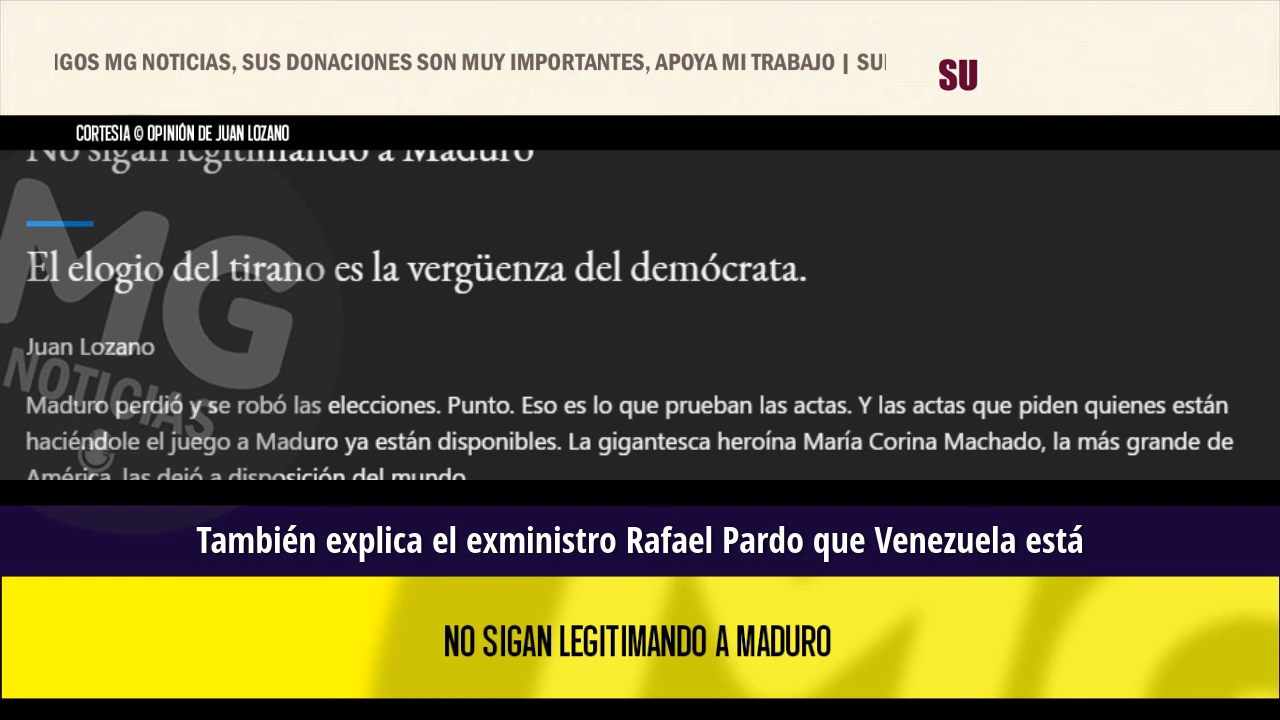 IGOS MG NOTICIAS, SUS DONACIONES SON MUY IMPORTANTES, APOYA MI TRABAJO | SU
SU
CORTESIA © OPINIÓN DE JUAN LOZANO
No sigan legitimando a Maduro
El elogio del tirano es la vergüenza del demócrata.
Juan Lozano
Maduro perdió y se robó las elecciones. Punto. Eso es lo que prueban las actas. Y las actas que piden quienes están
haciéndole el juego a Maduro ya están disponibles. La gigantesca heroína María Corina Machado, la más grande de
América, las dejó a disposición del mundo.
MG
NOTICIAS
También explica el exministro Rafael Pardo que Venezuela está
NO SIGAN LEGITIMANDO A MADURO